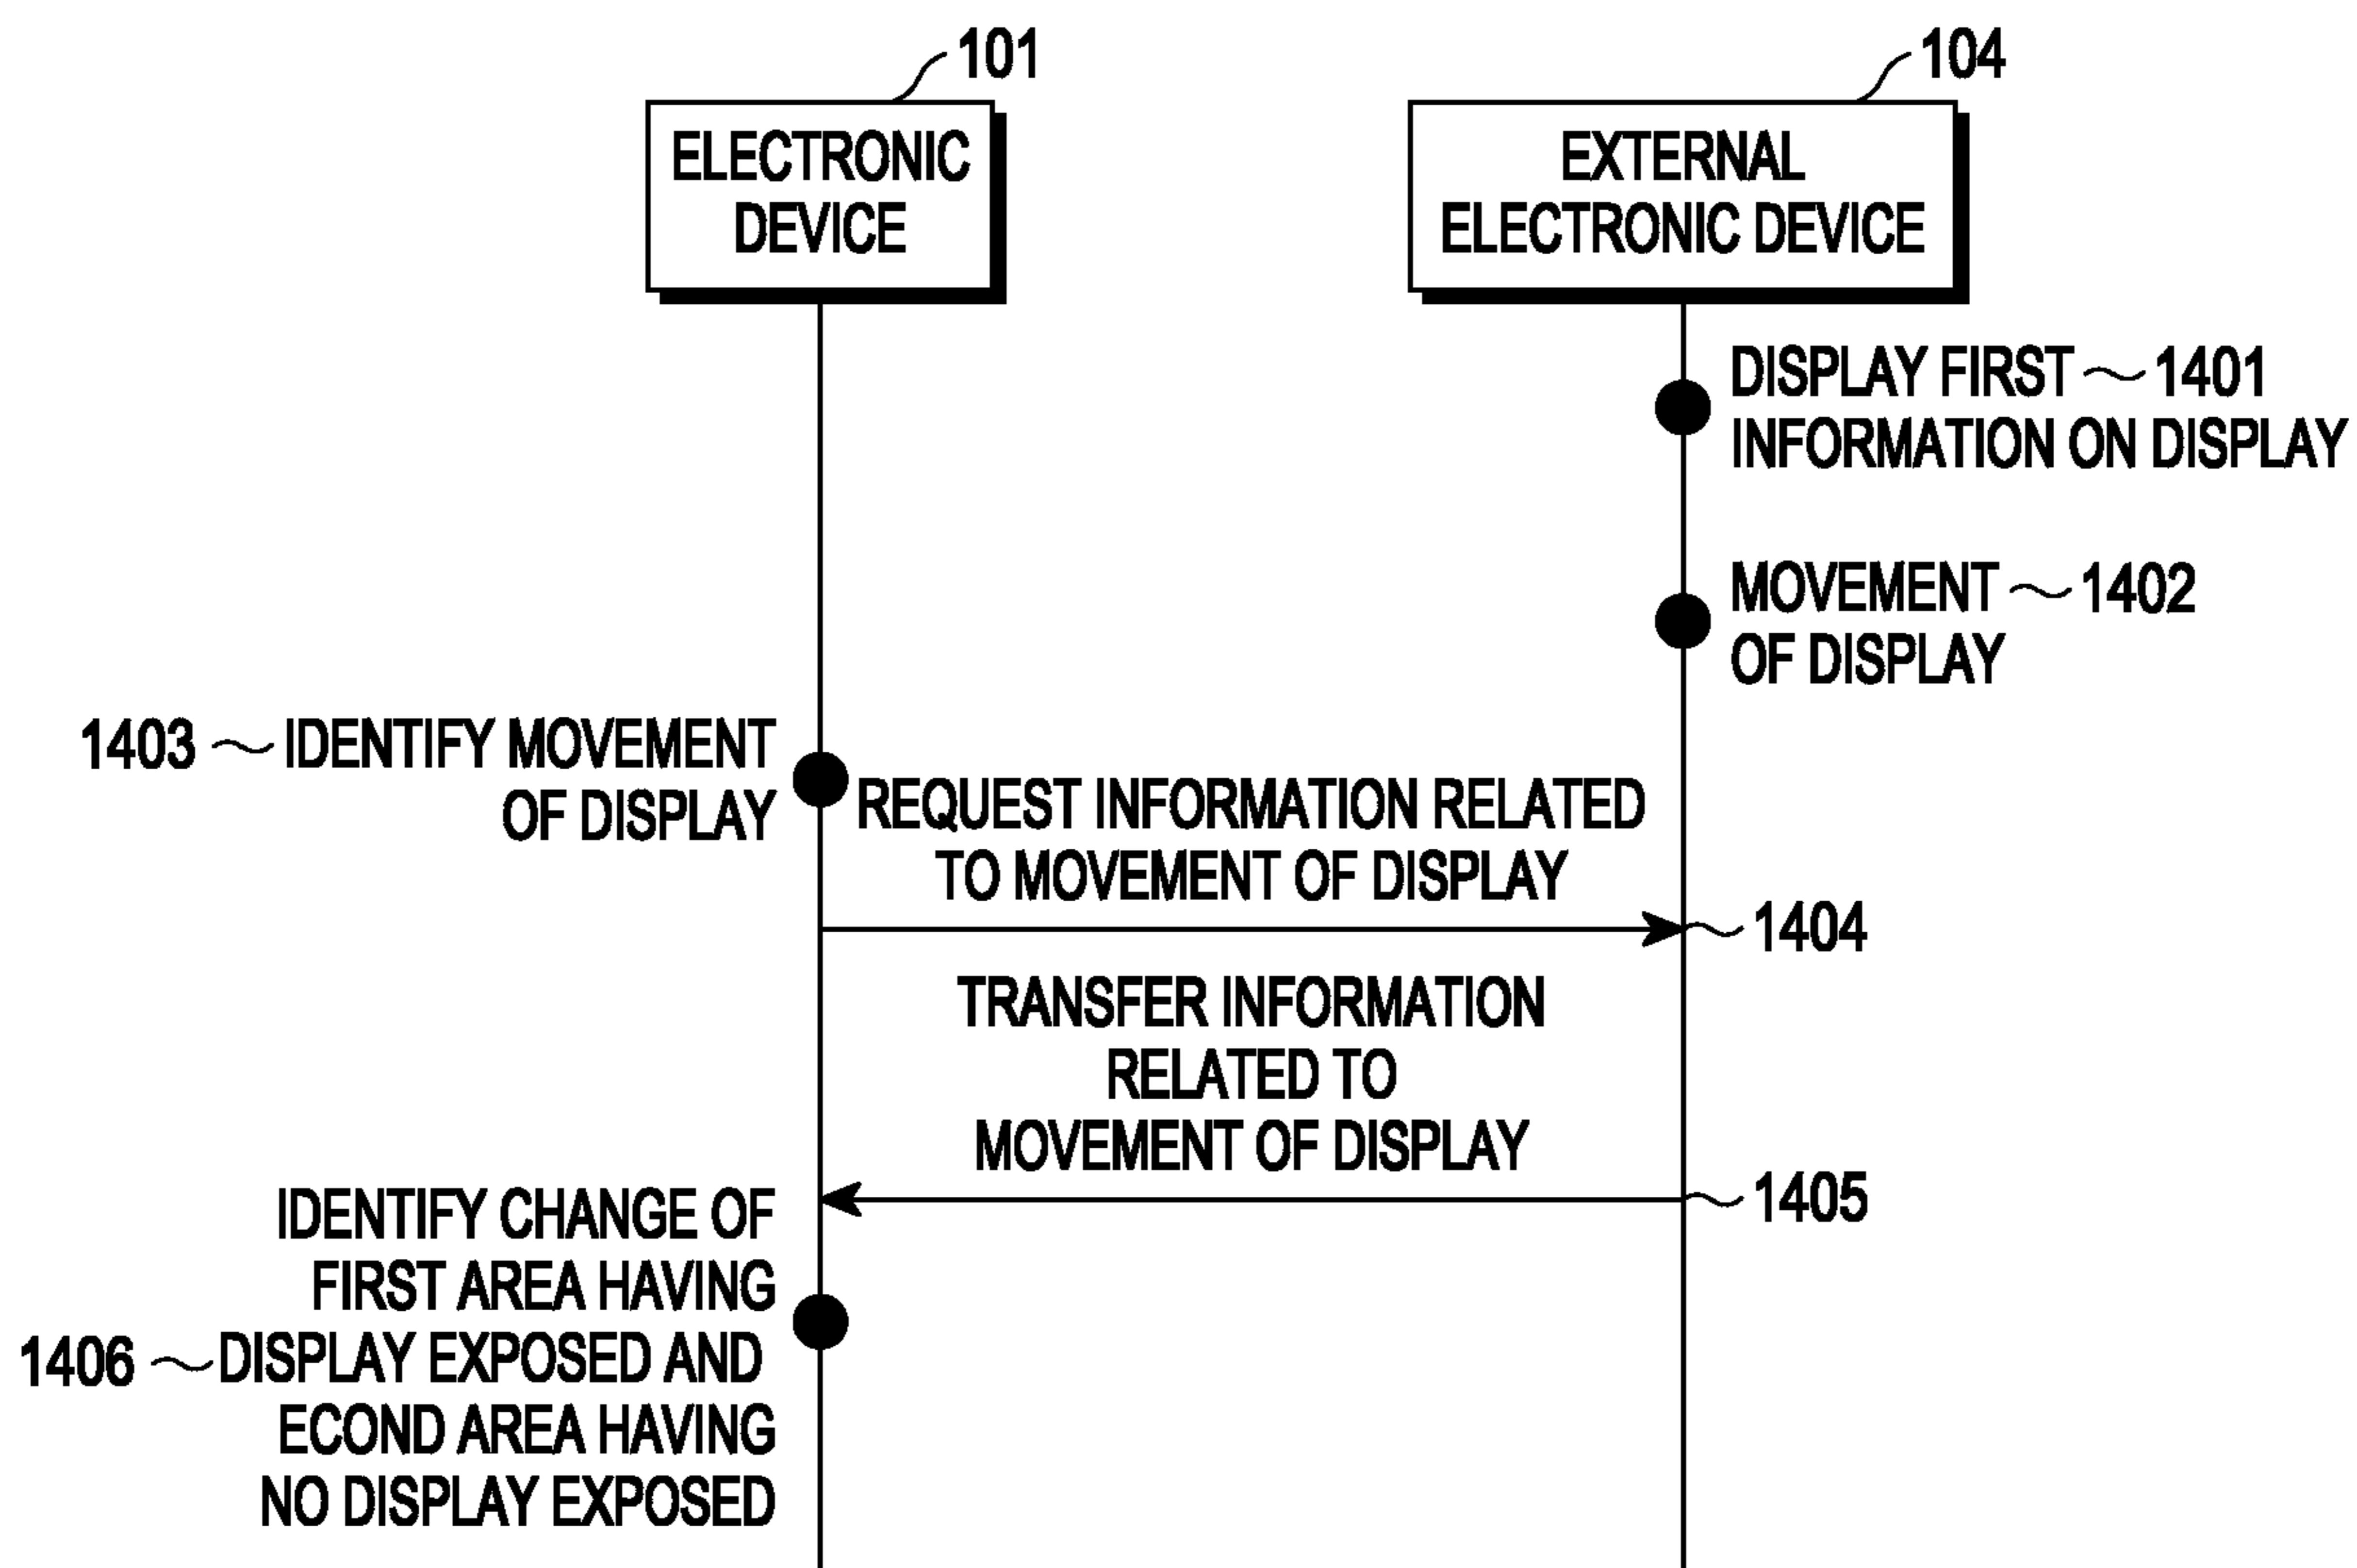 101
104
ELECTRONIC
DEVICE
EXTERNAL
ELECTRONIC DEVICE
DISPLAY FIRST 1401
INFORMATION ON DISPLAY
MOVEMENT 1402
OF DISPLAY
1403 IDENTIFY MOVEMENT
OF DISPLAY
REQUEST INFORMATION RELATED
TO MOVEMENT OF DISPLAY
1404
TRANSFER INFORMATION
RELATED TO
MOVEMENT OF DISPLAY
1405
IDENTIFY CHANGE OF
FIRST AREA HAVING
1406 DISPLAY EXPOSED AND
ECOND AREA HAVING
NO DISPLAY EXPOSED